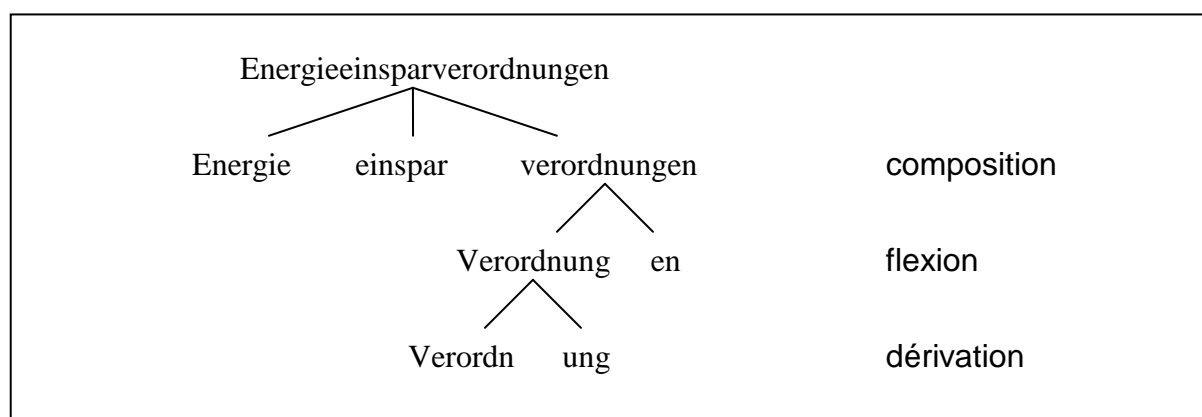 Energieeinsparverordnungen
Energie einspar verordnungen composition
Verordnung en flexion
Verordn ung dérivation